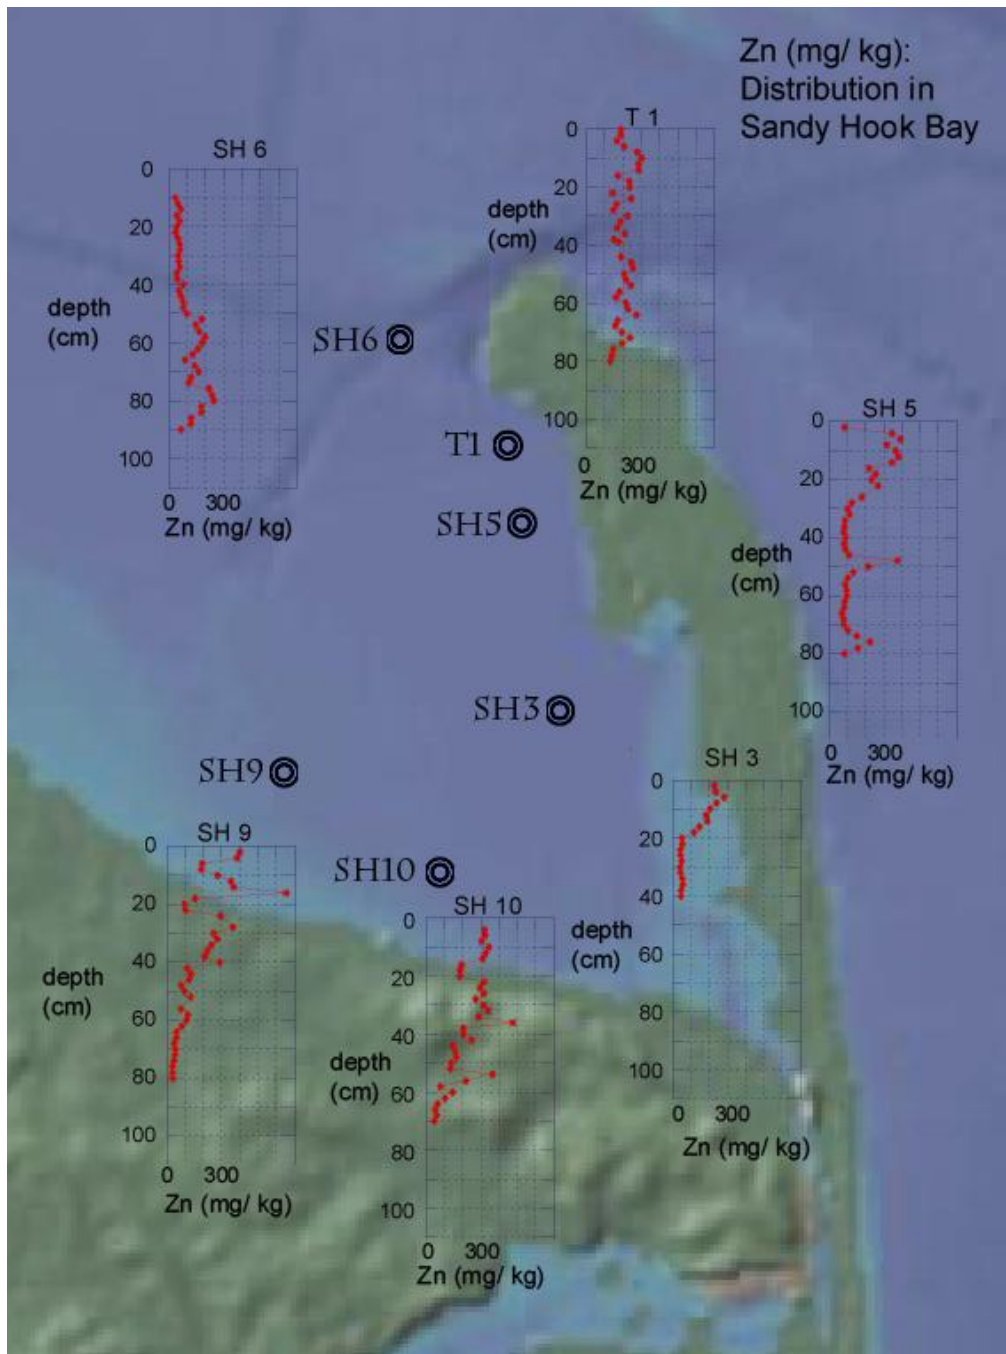 Zn (mg/ kg):
Distribution in
Sandy Hook Bay
T 1
0
20
40
60
80
100
depth
(cm)
0 300
Zn (mg/ kg)
SH 6
0
20
40
60
80
100
depth
(cm)
0 300
Zn (mg/ kg)
SH6
T1
SH5
SH 5
0
20
40
60
80
100
depth
(cm)
0 300
Zn (mg/ kg)
SH3
SH9
SH10
SH 3
0
20
40
60
80
100
depth
(cm)
0 300
Zn (mg/ kg)
SH 9
0
20
40
60
80
100
depth
(cm)
0 300
Zn (mg/ kg)
SH 10
0
20
40
60
80
100
depth
(cm)
0 300
Zn (mg/ kg)